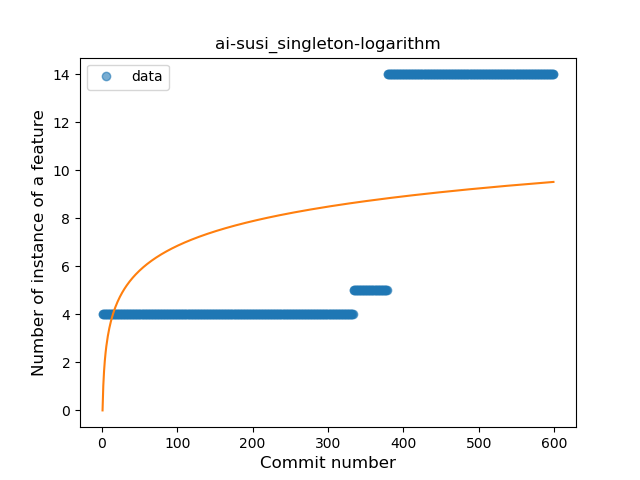 ai-susi_singleton-logarithm
data
Number of instance of a feature
14
12
10
8
6
4
2
0
0 100 200 300 400 500 600
Commit number